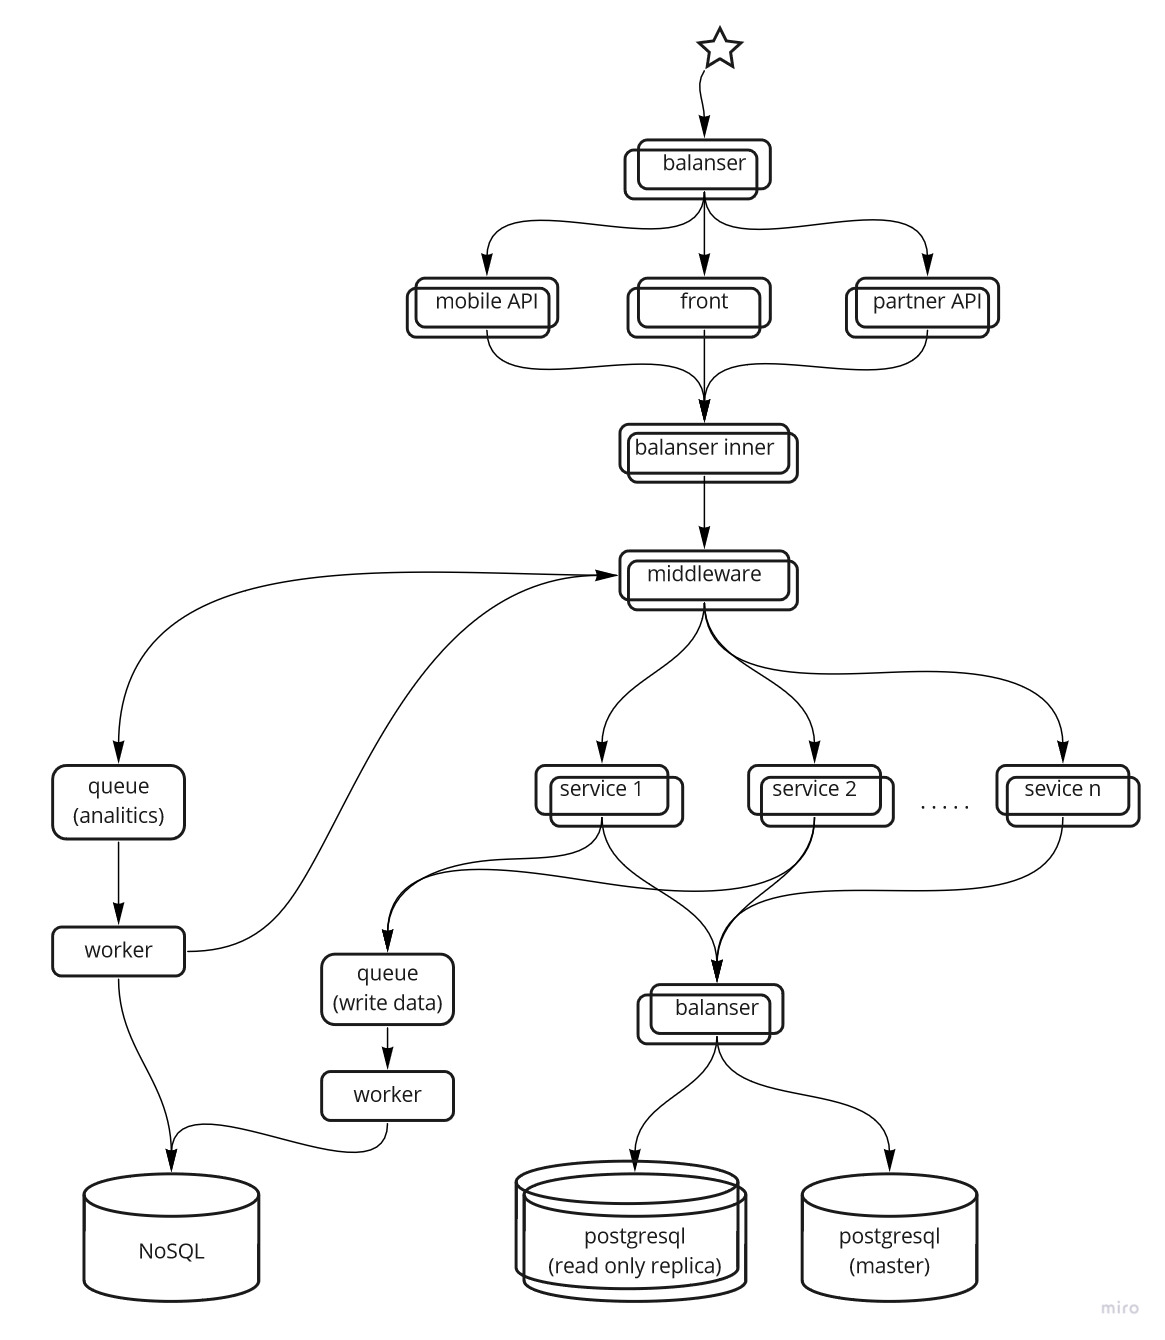 balanser
mobile API
front
partner API
balanser inner
middleware
queue
(analitics)
service 1
service 2
.....
sevice n
worker
queue
(write data)
balanser
worker
NoSQL
postgresql
(read only replica)
postgresql
(master)
miro